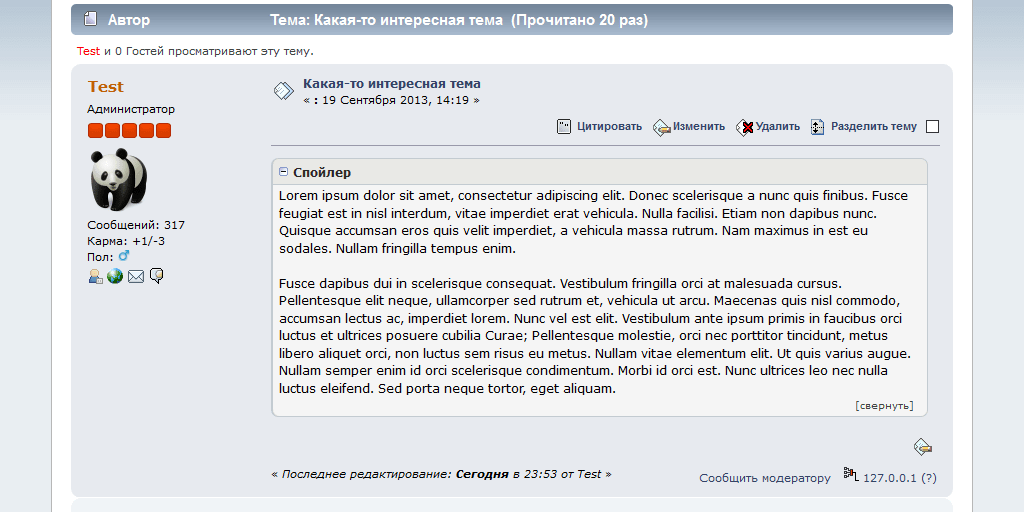 Автор Тема: Какая-то интересная тема (Прочитано 20 раз)
Test и 0 Гостей просматривают эту тему.
Test
Администратор
Сообщений: 317
Карма: +1/-3
Пол:
Какая-то интересная тема
« : 19 Сентября 2013, 14:19 »
Цитировать Изменить Удалить Разделить тему
Спойлер
Lorem ipsum dolor sit amet, consectetur adipiscing elit. Donec scelerisque a nunc quis finibus. Fusce
feugiat est in nisl interdum, vitae imperdiet erat vehicula. Nulla facilisi. Etiam non dapibus nunc.
Quisque accumsan eros quis velit imperdiet, a vehicula massa rutrum. Nam maximus in est eu
sodales. Nullam fringilla tempus enim.
Fusce dapibus dui in scelerisque consequat. Vestibulum fringilla orci at malesuada cursus.
Pellentesque elit neque, ullamcorper sed rutrum et, vehicula ut arcu. Maecenas quis nisl commodo,
accumsan lectus ac, imperdiet lorem. Nunc vel est elit. Vestibulum ante ipsum primis in faucibus orci
luctus et ultrices posuere cubilia Curae; Pellentesque molestie, orci nec porttitor tincidunt, metus
libero aliquet orci, non luctus sem risus eu metus. Nullam vitae elementum elit. Ut quis varius augue.
Nullam semper enim id orci scelerisque condimentum. Morbi id orci est. Nunc ultrices leo nec nulla
luctus eleifend. Sed porta neque tortor, eget aliquam.
[свернуть]
« Последнее редактирование: Сегодня в 23:53 от Test »
Сообщить модератору 127.0.0.1 (?)